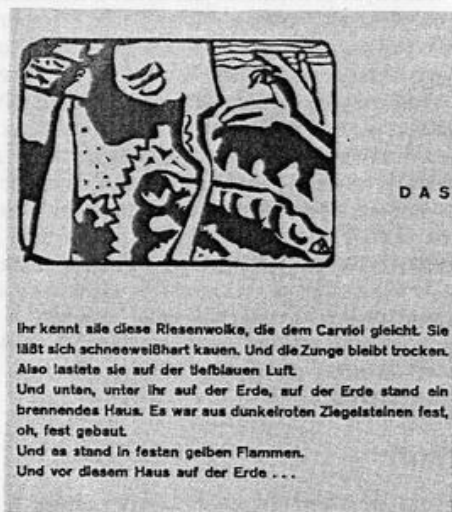 DAS
Ihr kennt alle diese Riesenwolke, die dem Carviol gleicht. Sie
läßt sich schneeweißhart kauen. Und die Zunge bleibt trocken.
Also lastete sie auf der tiefblauen Luft.
Und unten, unter ihr auf der Erde, auf der Erde stand ein
brennendes Haus. Es war aus dunkelroten Ziegelsteinen fest,
oh, fest gebaut.
Und es stand in festen gelben Flammen.
Und vor diesem Haus auf der Erde . . .